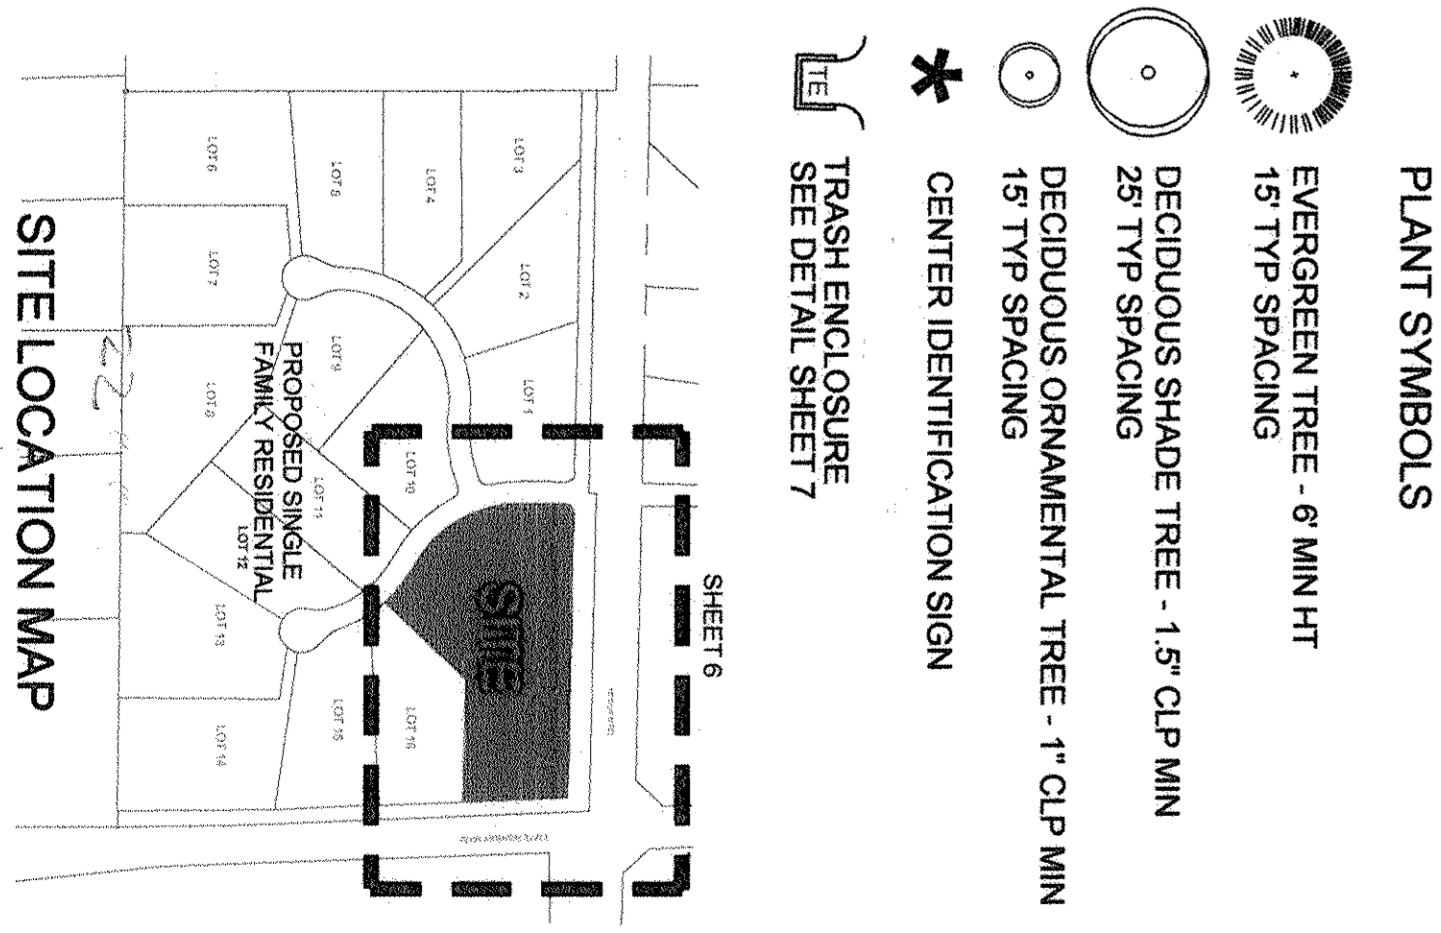 PLANT SYMBOLS
EVERGREEN TREE - 6' MIN HT
15' TYP SPACING
DECIDUOUS SHADE TREE - 1.5" CLP MIN
25' TYP SPACING
DECIDUOUS ORNAMENTAL TREE - 1" CLP MIN
15' TYP SPACING
CENTER IDENTIFICATION SIGN
TE
TRASH ENCLOSURE
SEE DETAIL SHEET 7
SHEET 6
LOT 3
LOT 2
LOT 1
LOT 4
SITE
LOT 10
LOT 16
LOT 9
LOT 11
LOT 15
PROPOSED SINGLE
FAMILY RESIDENTIAL
LOT 12
LOT 6
LOT 7
LOT 8
LOT 13
LOT 14
22
SITE LOCATION MAP